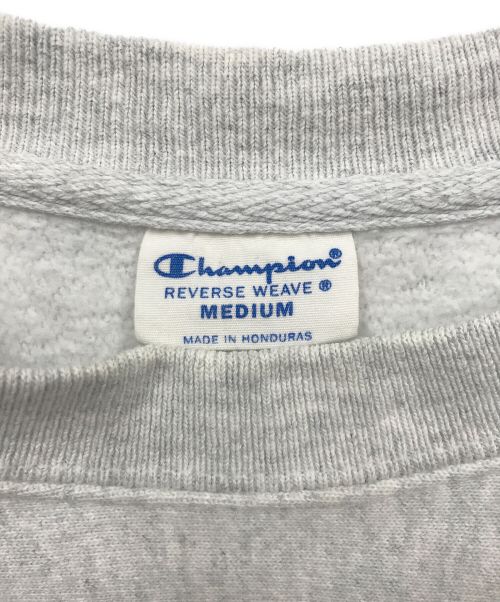 Champion®
REVERSE WEAVE ®
MEDIUM
MADE IN HONDURAS